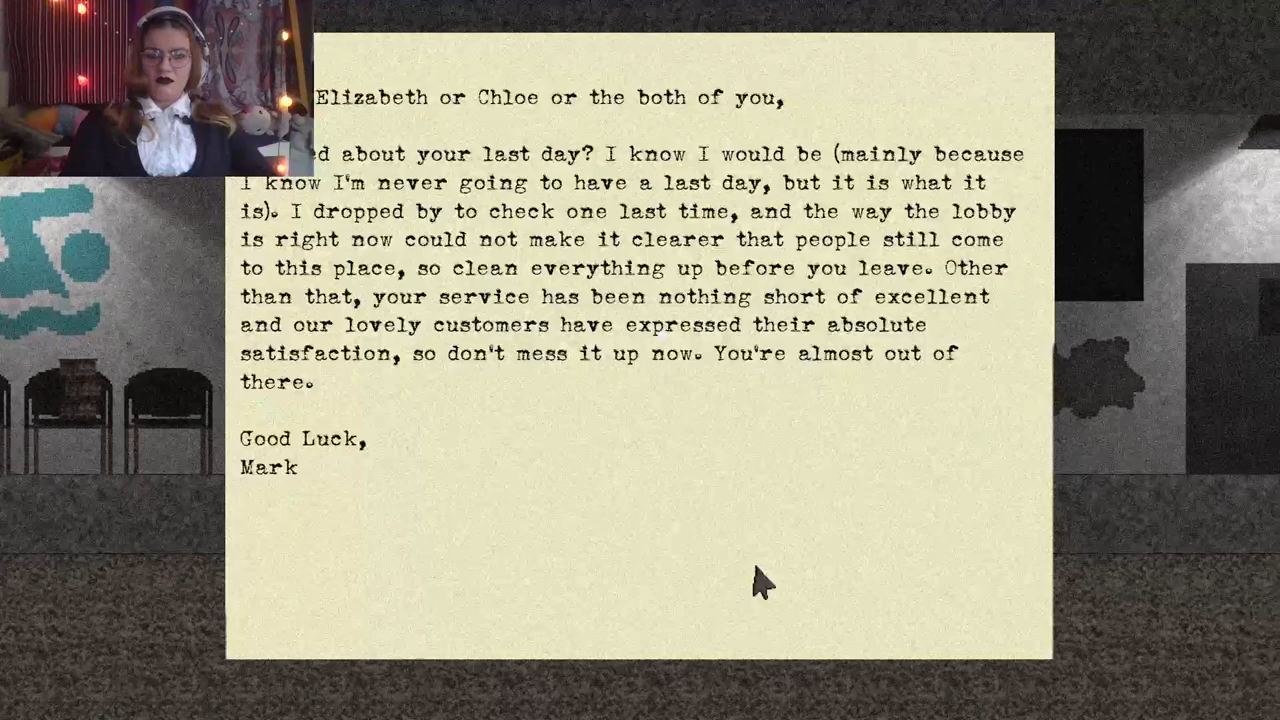 Elizabeth or Chloe or the both of you,
about your last day? I know I would be (mainly because
I know I'm never going to have a last day, but it is what it
is). I dropped by to check one last time, and the way the lobby
is right now could not make it clearer that people still come
to this place, so clean everything up before you leave. Other
than that, your service has been nothing short of excellent
and our lovely customers have expressed their absolute
satisfaction, so don't mess it up now. You're almost out of
there.
Good Luck,
Mark